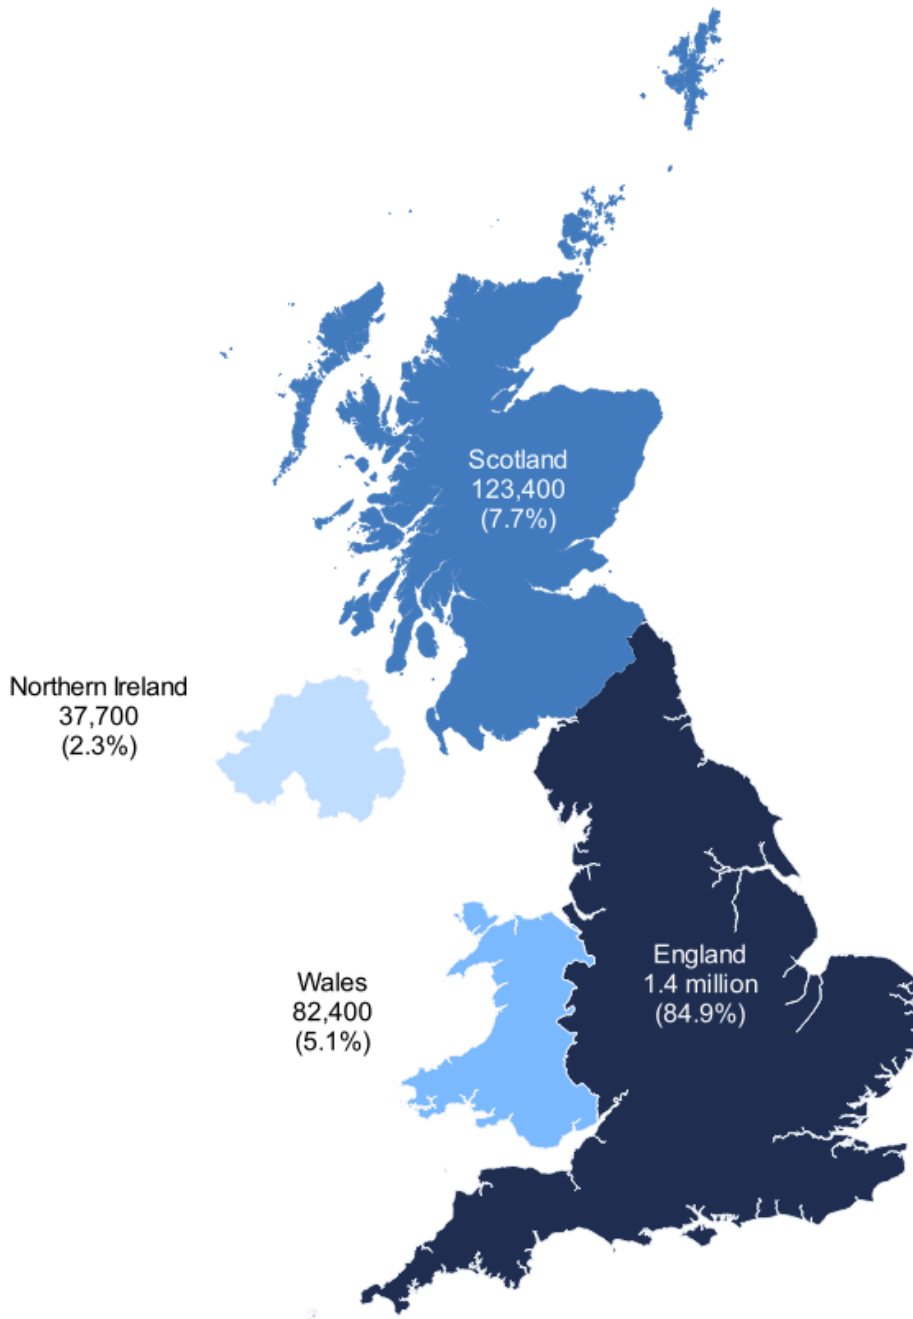 Scotland
123,400
(7.7%)
Northern Ireland
37,700
(2.3%)
England
1.4 million
(84.9%)
Wales
82,400
(5.1%)